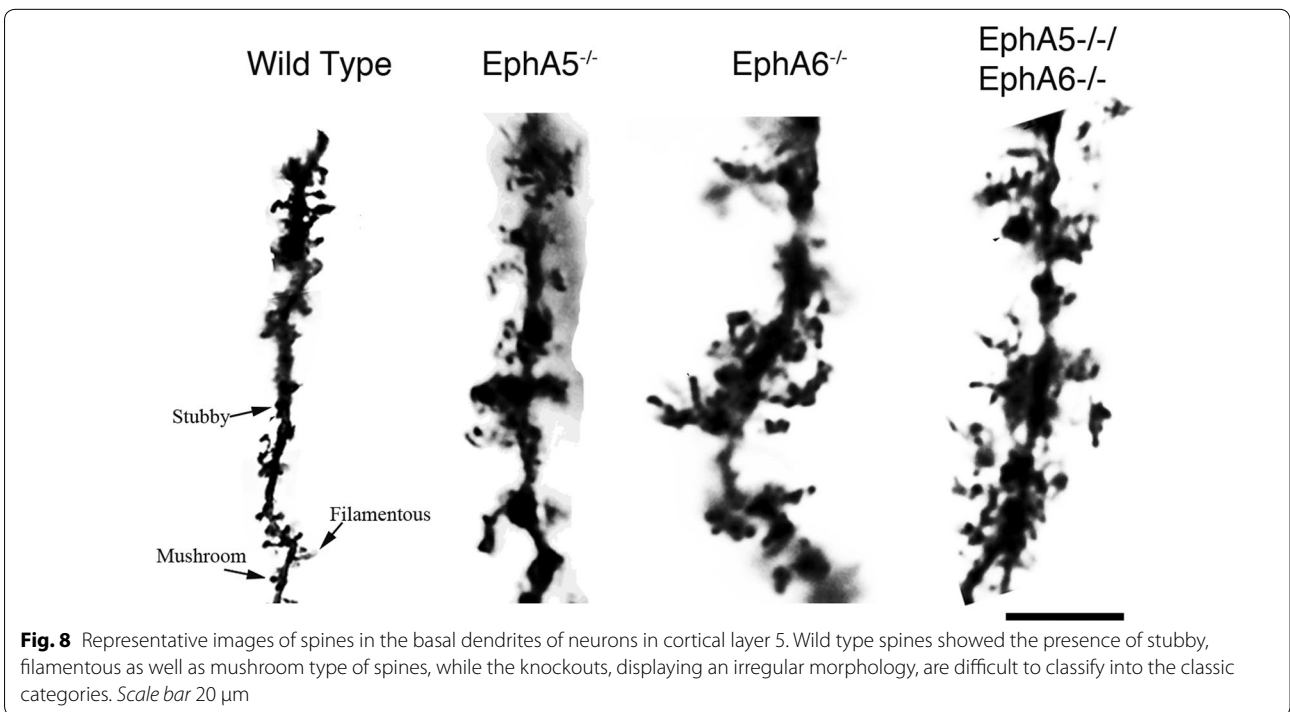 Wild Type
EphA5-/-
EphA6-/-
EphA5-/-/
EphA6-/-
Stubby
Filamentous
Mushroom
Fig. 8 Representative images of spines in the basal dendrites of neurons in cortical layer 5. Wild type spines showed the presence of stubby,
filamentous as well as mushroom type of spines, while the knockouts, displaying an irregular morphology, are difficult to classify into the classic
categories. Scale bar 20 μm